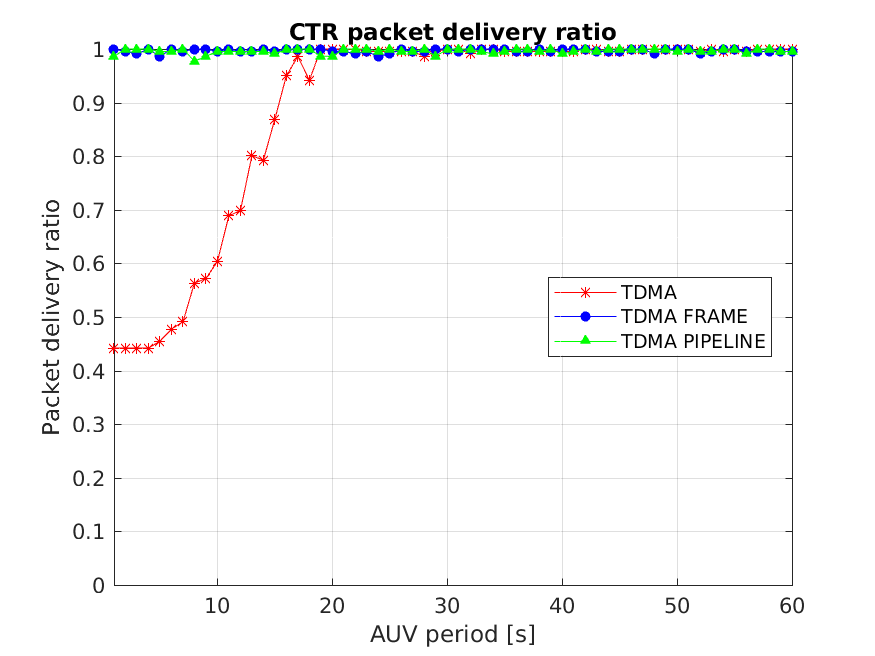 CTR packet delivery ratio
1
0.9
0.8
0.7
0.6
0.5
0.4
0.3
0.2
0.1
0
Packet delivery ratio
TDMA
TDMA FRAME
TDMA PIPELINE
10 20 30 40 50 60
AUV period [s]